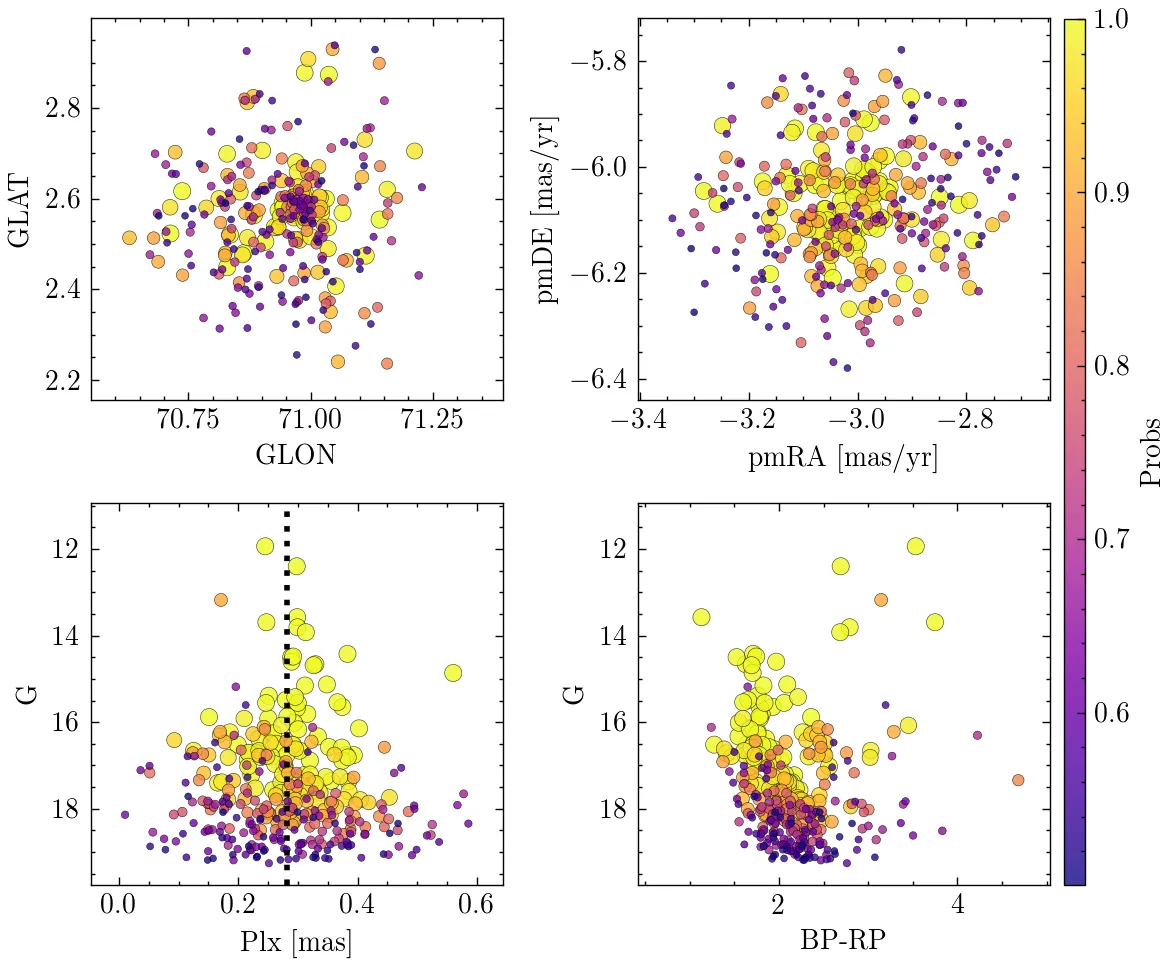 2.8
2.6
2.4
2.2
GLAT
70.75 71.00 71.25
GLON
−5.8
−6.0
−6.2
−6.4
pmDE [mas/yr]
−3.4 −3.2 −3.0 −2.8
pmRA [mas/yr]
1.0
0.9
0.8
0.7
0.6
Probs
12
14
16
18
G
0.0 0.2 0.4 0.6
Plx [mas]
12
14
16
18
G
2 4
BP-RP